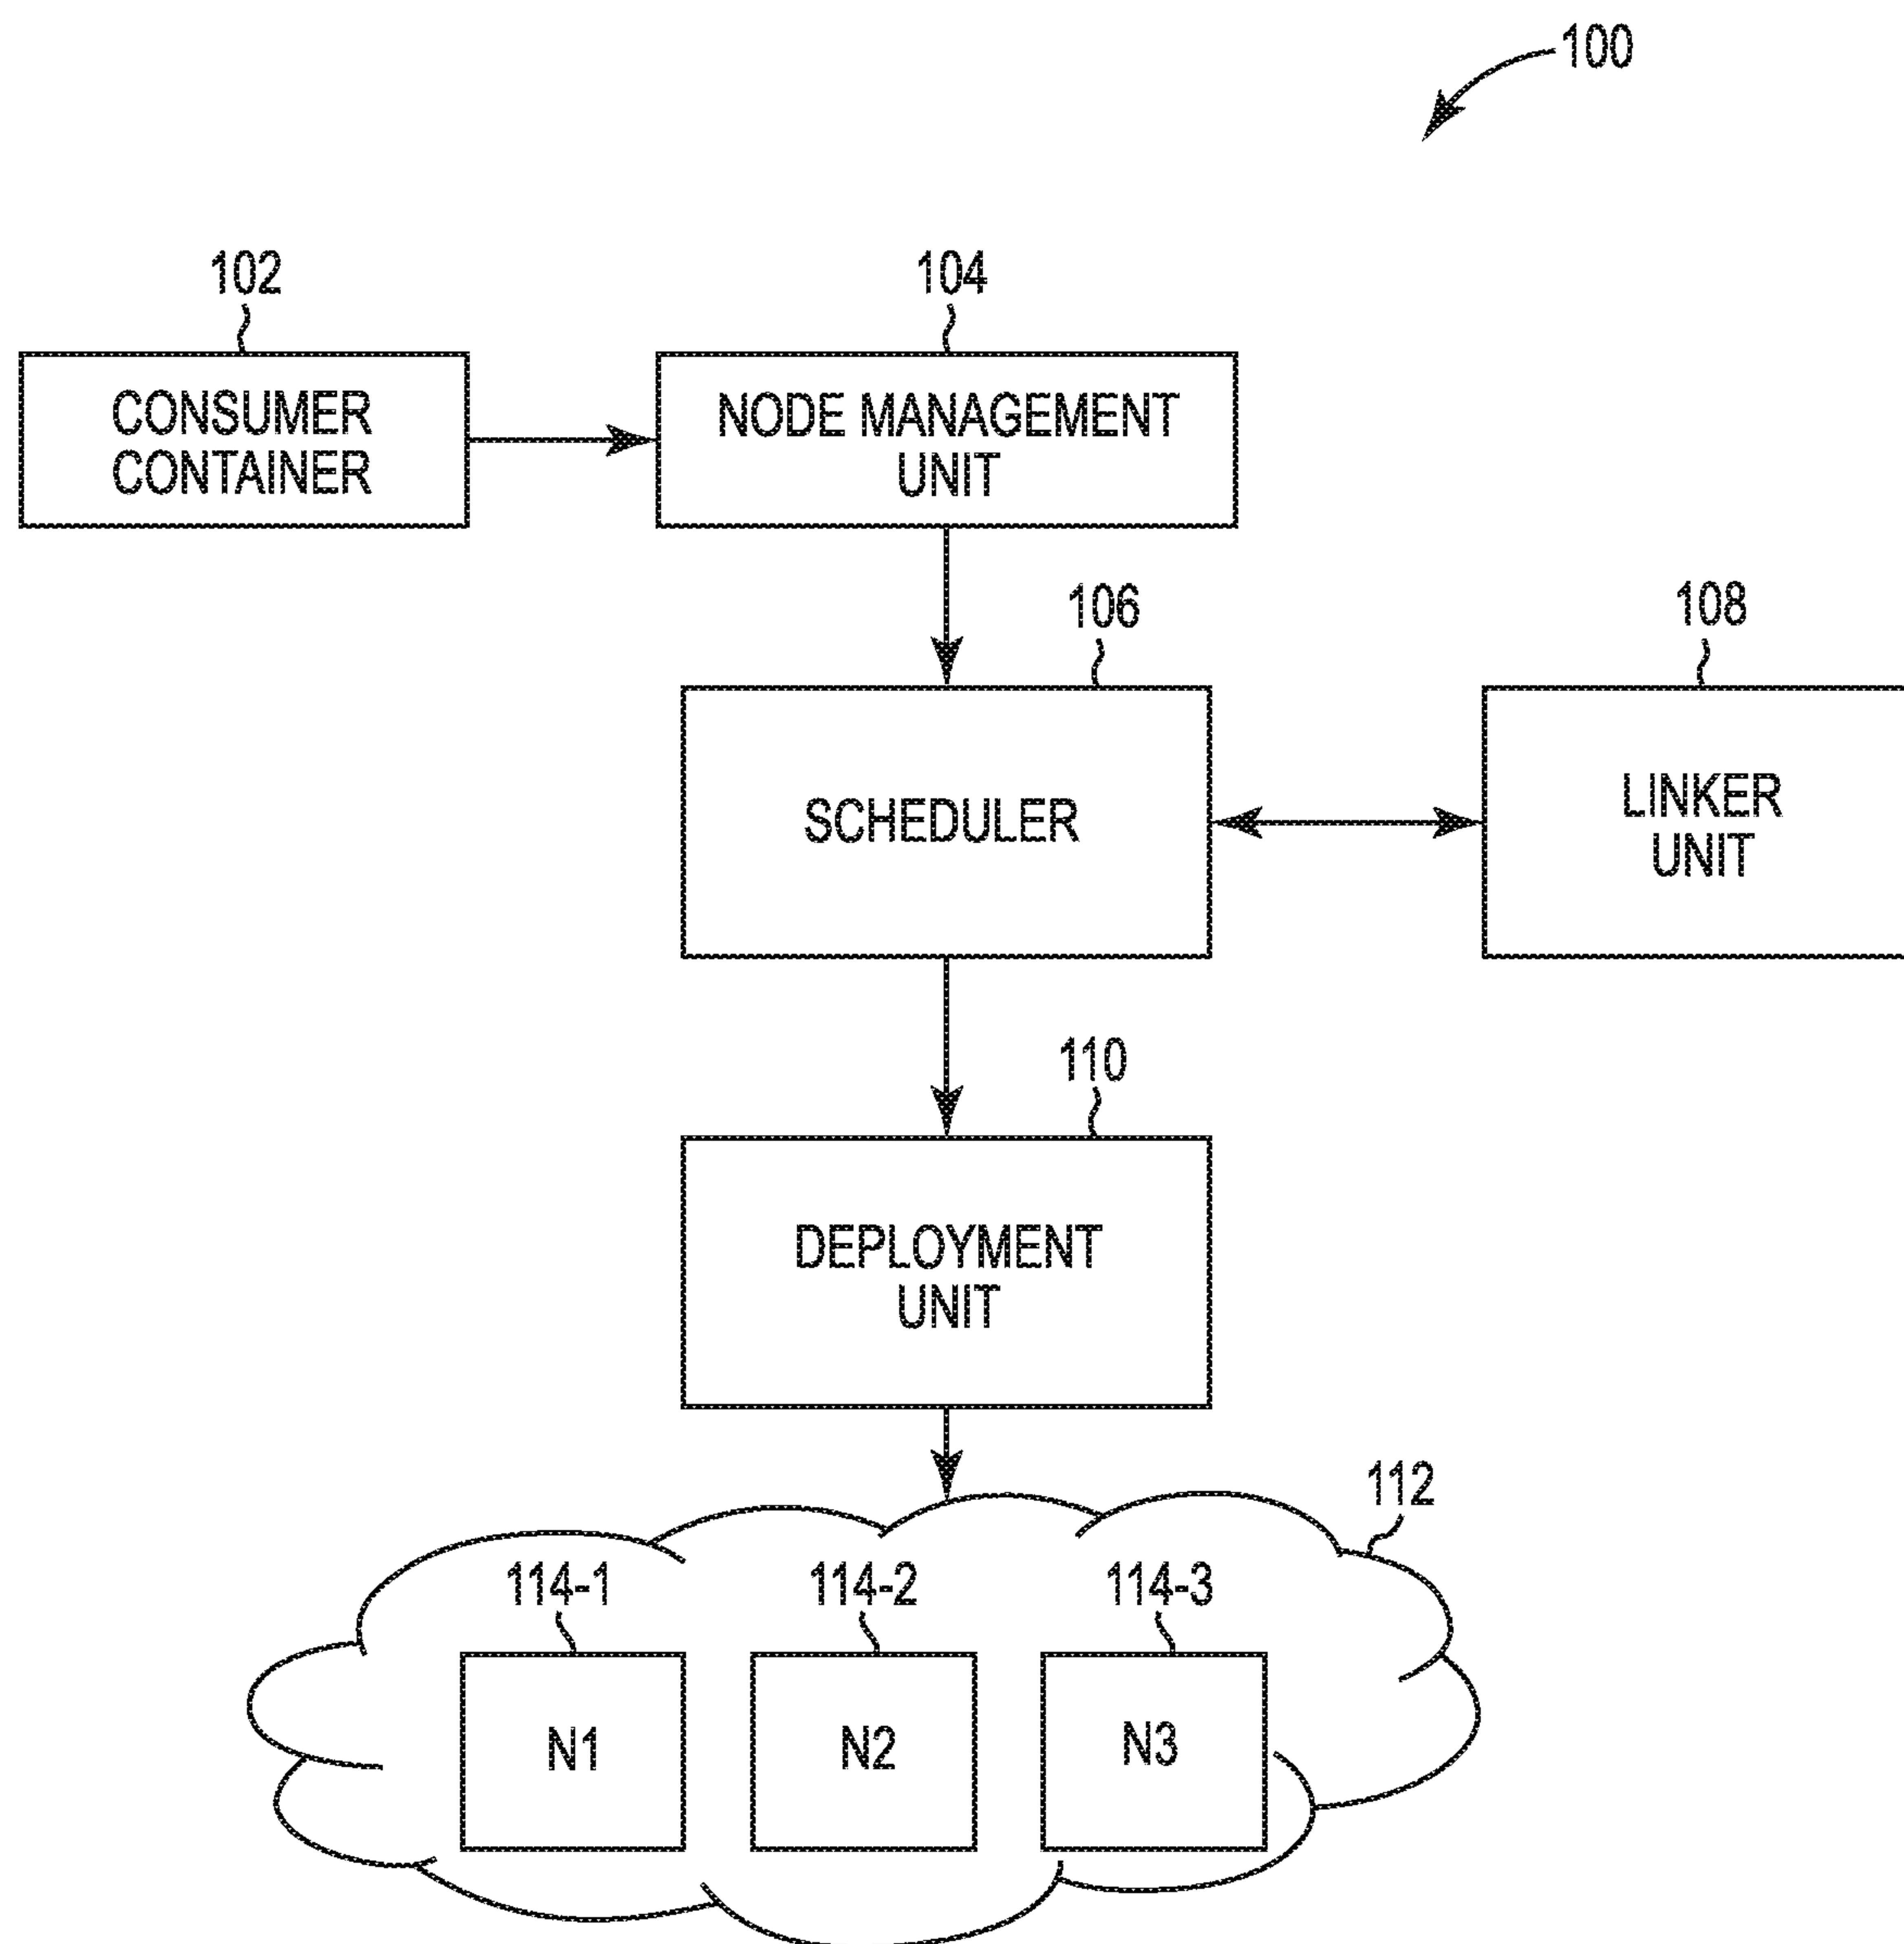 100
102
104
CONSUMER
CONTAINER
NODE MANAGEMENT
UNIT
106
108
SCHEDULER
LINKER
UNIT
110
DEPLOYMENT
UNIT
112
114-1
114-2
114-3
N1
N2
N3